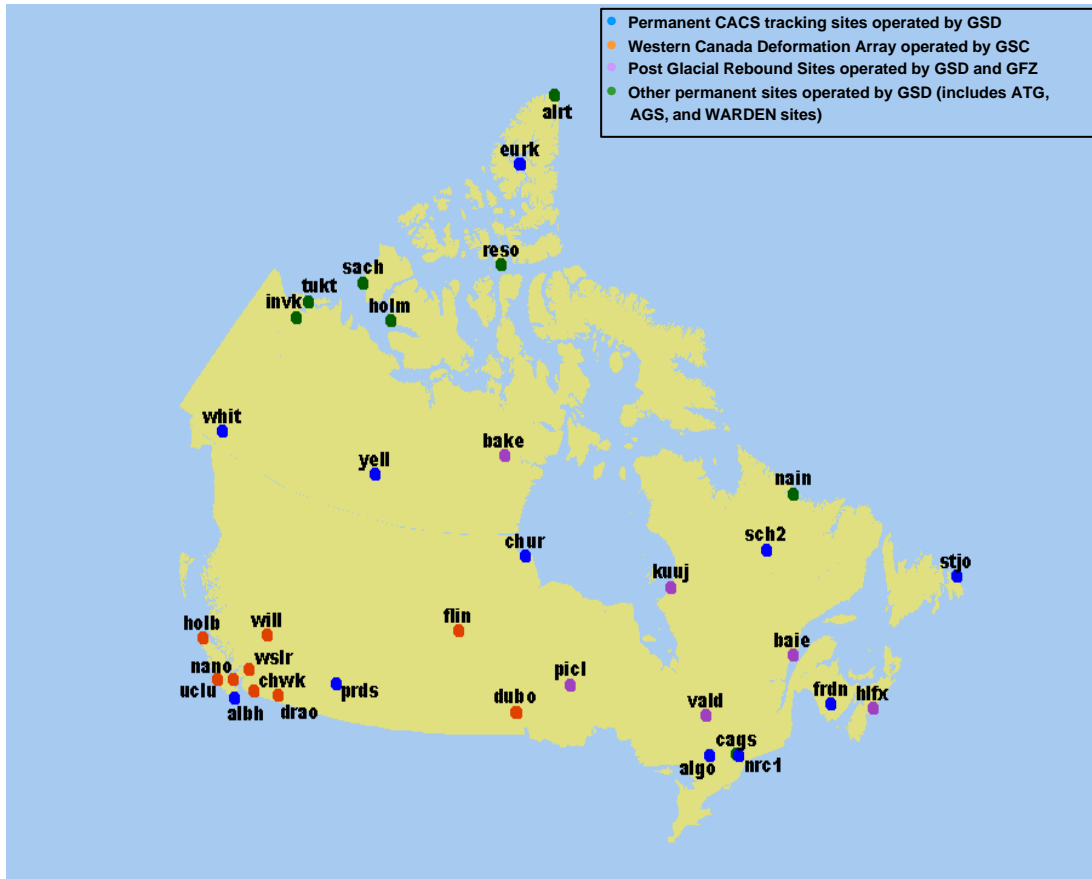 Permanent CACS tracking sites operated by GSD
Western Canada Deformation Array operated by GSC
Post Glacial Rebound Sites operated by GSD and GFZ
Other permanent sites operated by GSD (includes ATG,
AGS, and WARDEN sites)
alrt
eurk
reso
sach
tukt
invk
holm
whit
bake
yell
nain
sch2
chur
stjo
kuuj
flin
will
holb
baie
wslr
nano
picl
chwk
uclu
prds
frdn
hlfx
dubo
vald
albh
drao
cags
algo
nrc1